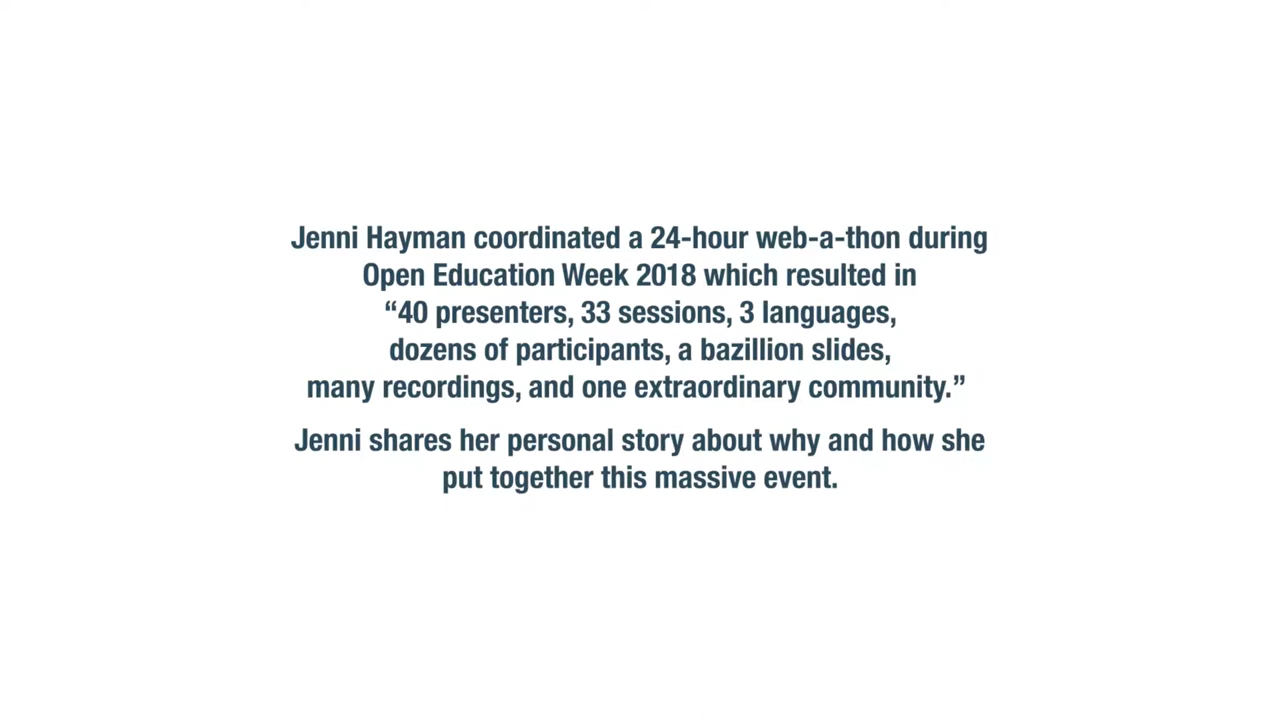 Jenni Hayman coordinated a 24-hour web-a-thon during
Open Education Week 2018 which resulted in
“40 presenters, 33 sessions, 3 languages,
dozens of participants, a bazillion slides,
many recordings, and one extraordinary community.”
Jenni shares her personal story about why and how she
put together this massive event.